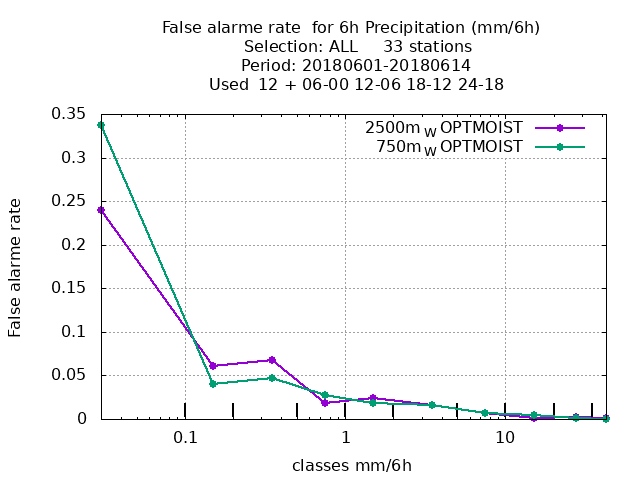 False alarme rate  for 6h Precipitation (mm/6h)
Selection: ALL     33 stations
Period: 20180601-20180614
Used  12 + 06-00 12-06 18-12 24-18
2500m W OPTMOIST
750m W OPTMOIST
0.35
0.3
0.25
0.2
0.15
0.1
0.05
0
False alarme rate
0.1 1 10
classes mm/6h